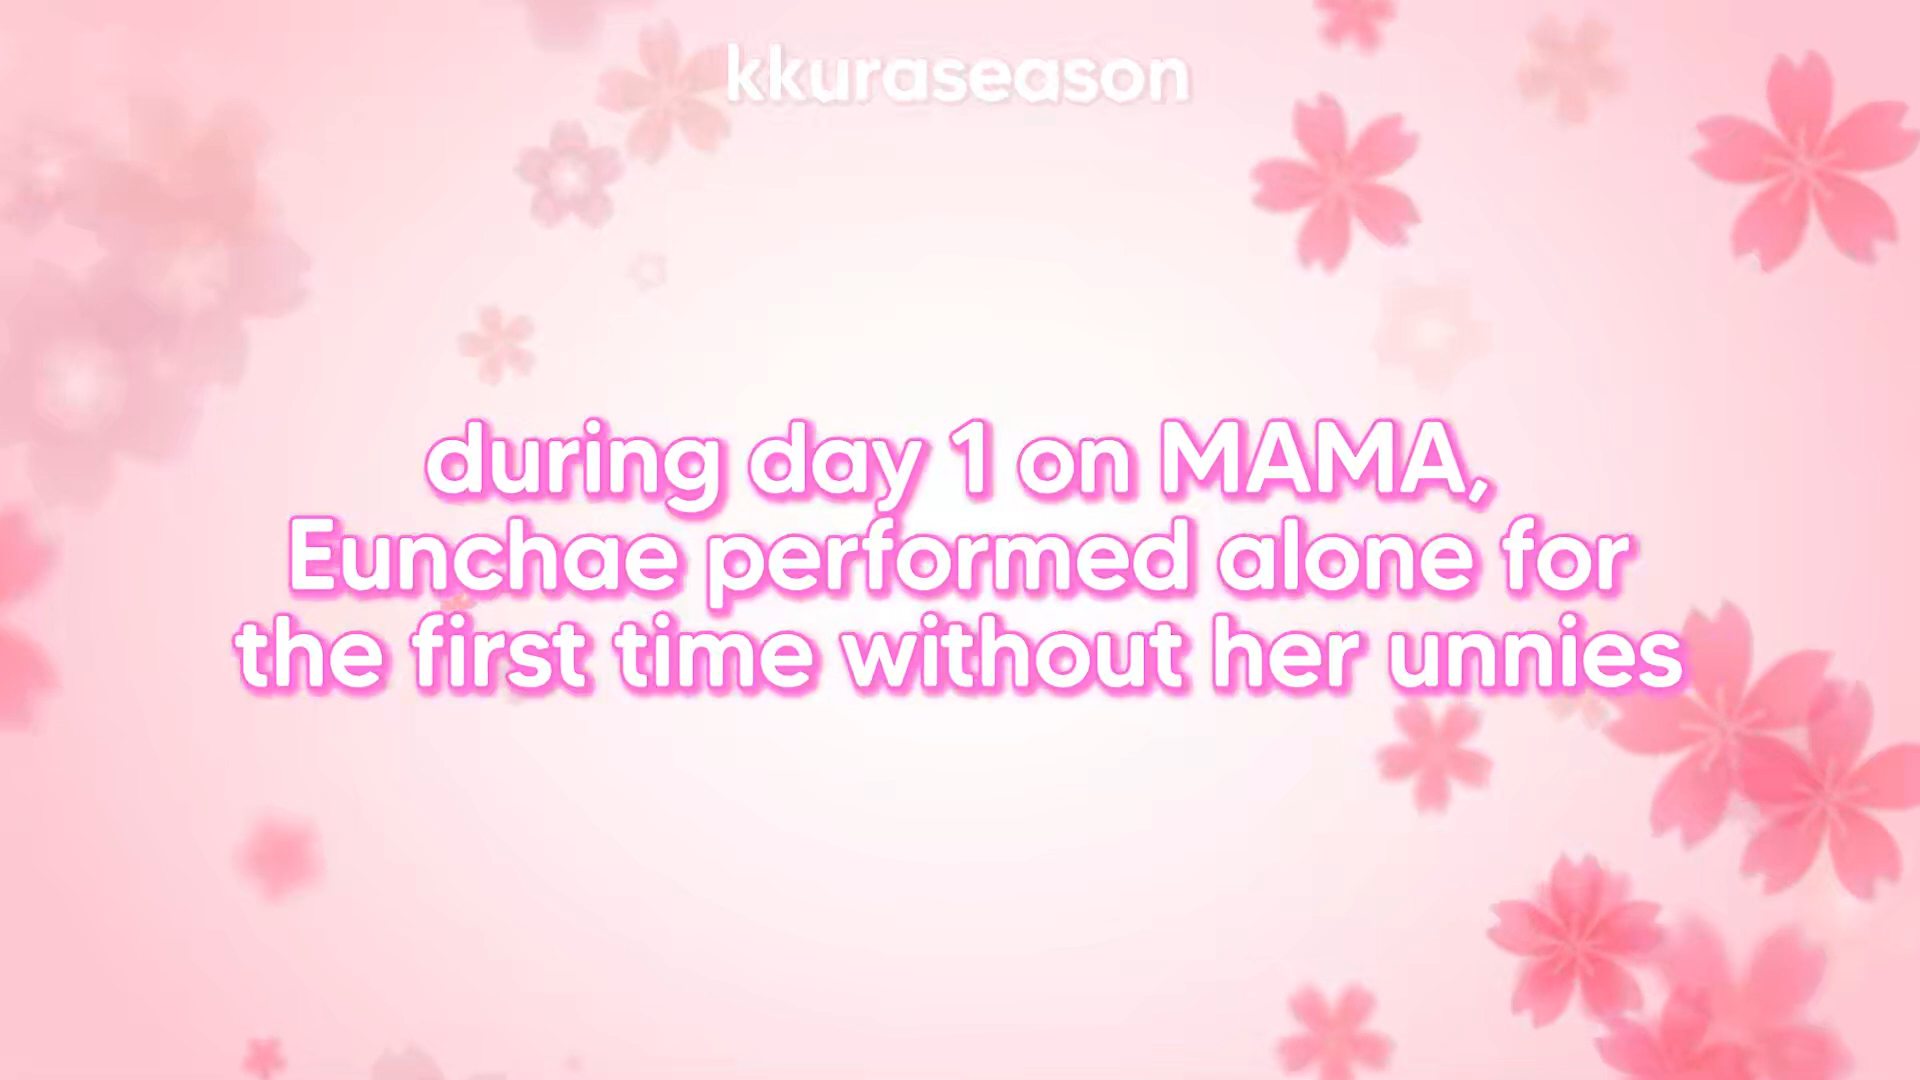 kkuraseason
during day 1 on MAMA,
Eunchae performed alone for
the first time without her unnies